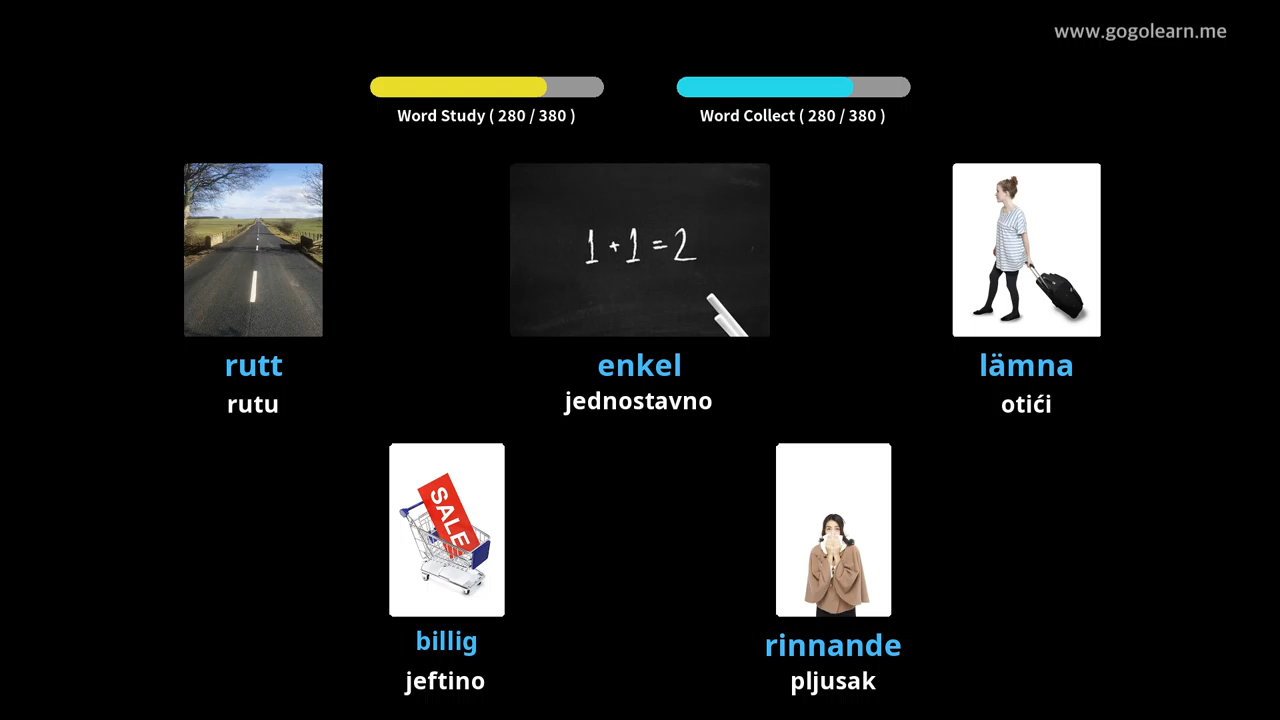 www.gogolearn.me
Word Study ( 280 / 380 )
Word Collect ( 280 / 380 )
1+1=2
rutt
enkel
lämna
rutu
jednostavno
otići
SALE
billig
rinnande
jeftino
pljusak